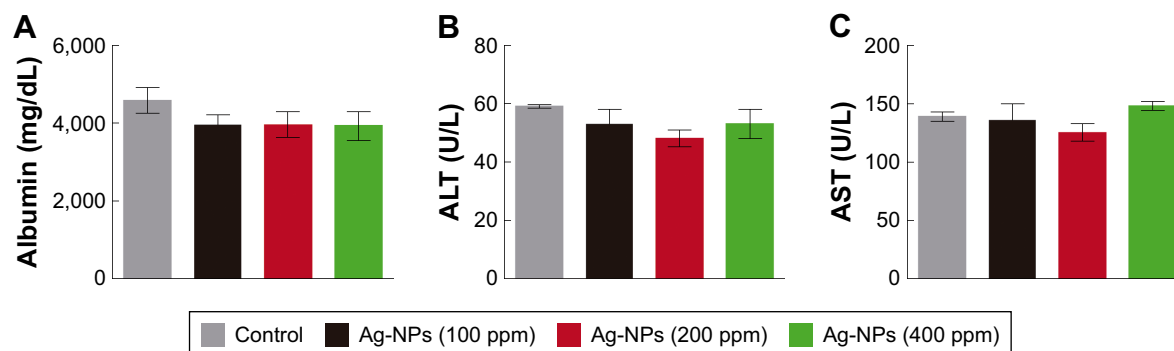 A
Albumin (mg/dL)
6,000
4,000
2,000
0
B
ALT (U/L)
80
60
40
20
0
C
AST (U/L)
200
150
100
50
0
Control
Ag-NPs (100 ppm)
Ag-NPs (200 ppm)
Ag-NPs (400 ppm)